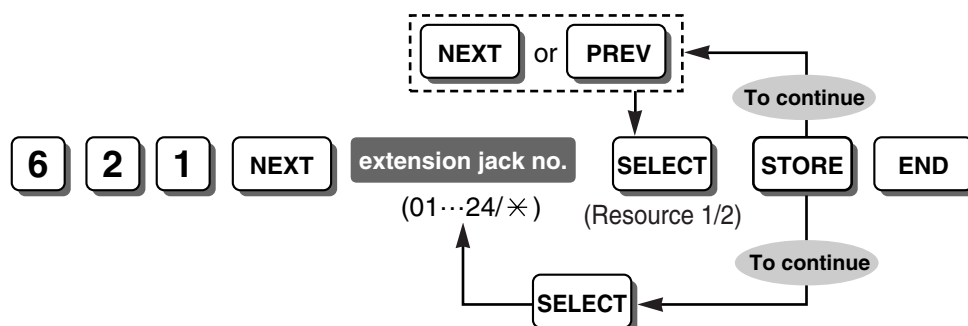 NEXT or PREV
To continue
6 2 1 NEXT extension jack no. SELECT STORE END
(01···24/✳) (Resource 1/2)
To continue
SELECT